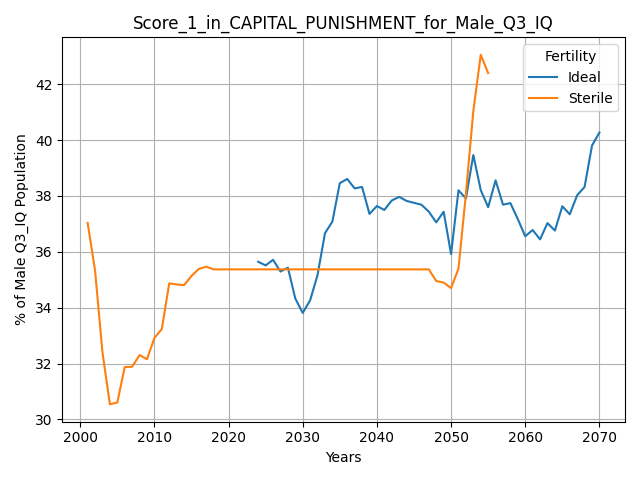 Score_1_in_CAPITAL_PUNISHMENT_for_Male_Q3_IQ
Fertility
Ideal
Sterile
% of Male Q3_IQ Population
42
40
38
36
34
32
30
2000 2010 2020 2030 2040 2050 2060 2070
Years